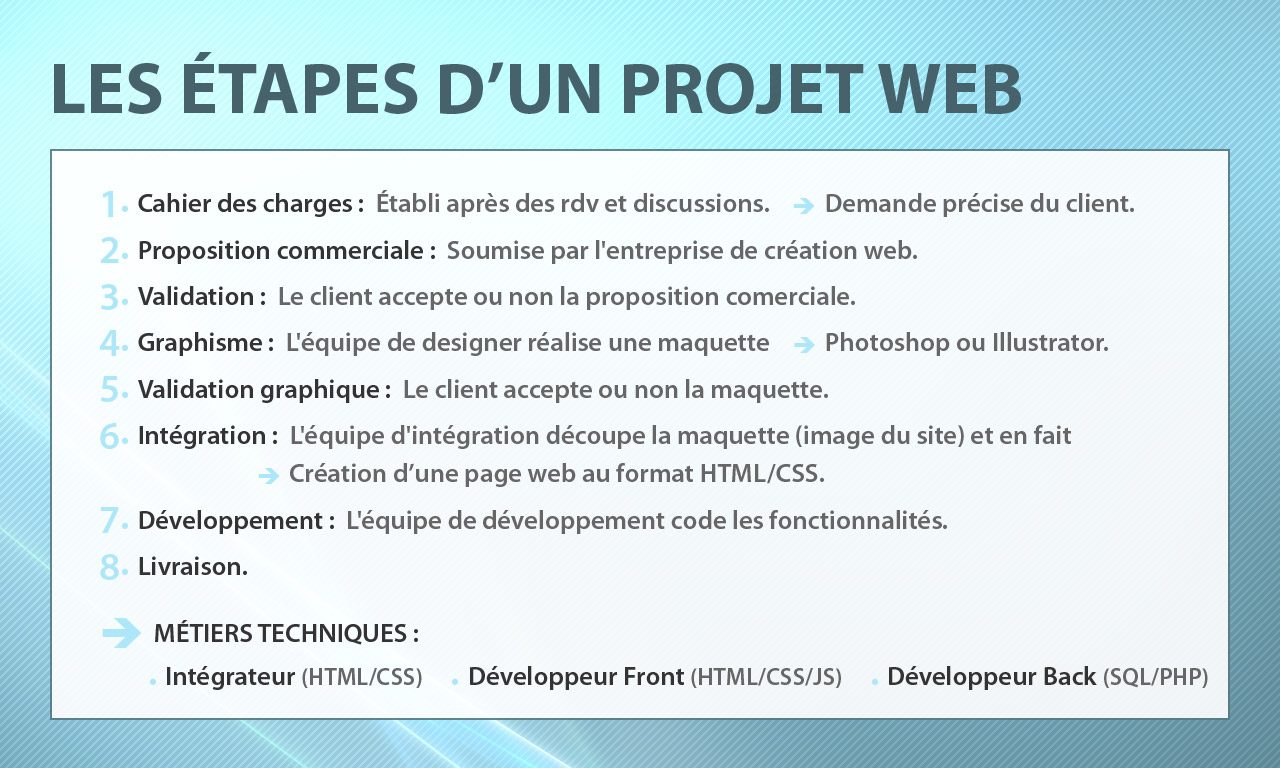 LES ÉTAPES D’UN PROJET WEB
1. Cahier des charges : Établi après des rdv et discussions. → Demande précise du client.
2. Proposition commerciale : Soumise par l'entreprise de création web.
3. Validation : Le client accepte ou non la proposition comerciale.
4. Graphisme : L'équipe de designer réalise une maquette → Photoshop ou Illustrator.
5. Validation graphique : Le client accepte ou non la maquette.
6. Intégration : L'équipe d'intégration découpe la maquette (image du site) et en fait
→ Création d’une page web au format HTML/CSS.
7. Développement : L'équipe de développement code les fonctionnalités.
8. Livraison.
→ MÉTIERS TECHNIQUES :
• Intégrateur (HTML/CSS) • Développeur Front (HTML/CSS/JS) • Développeur Back (SQL/PHP)